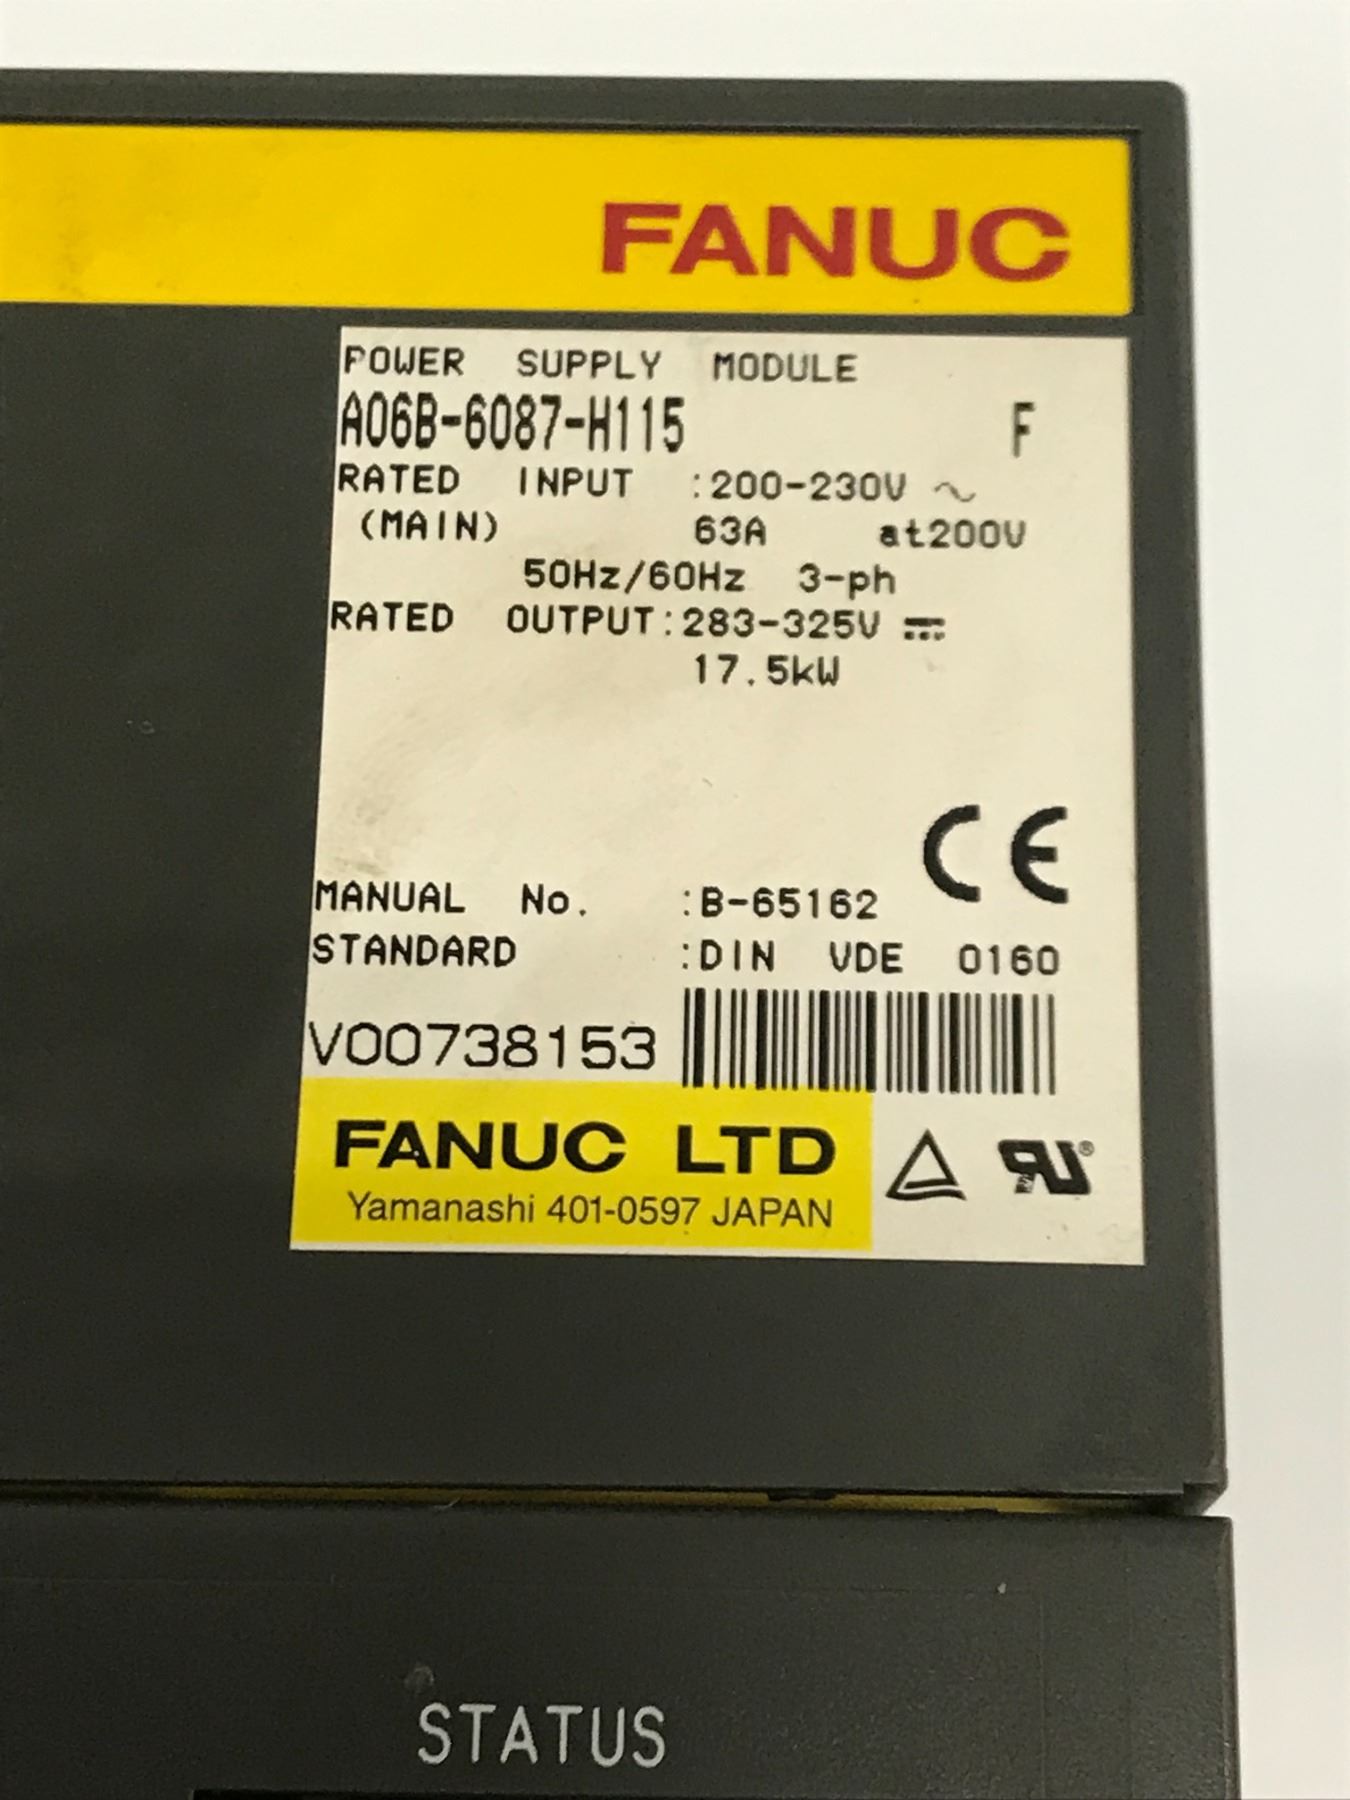 FANUC
POWER SUPPLY MODULE
A06B-6087-H115 F
RATED INPUT :200-230V ~
(MAIN) 63A at200V
50Hz/60Hz 3-ph
RATED OUTPUT:283-325V ⎓
17.5kW
CE
MANUAL No. :B-65162
STANDARD :DIN VDE 0160
V00738153
FANUC LTD
Yamanashi 401-0597 JAPAN
RU®
STATUS